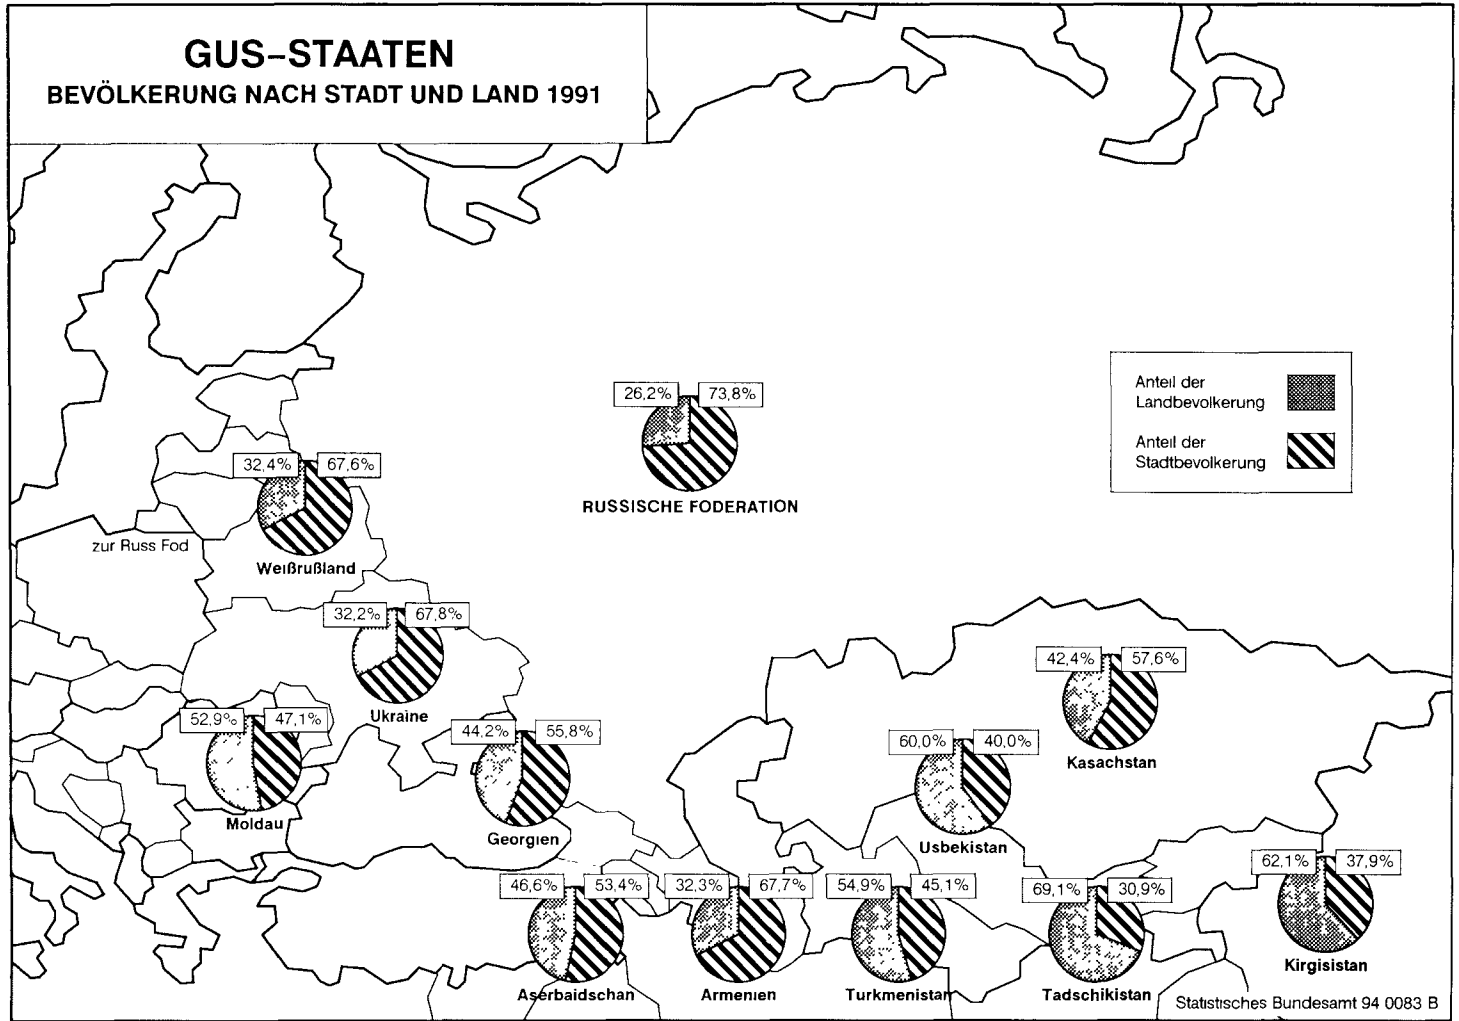 GUS–STAATEN
BEVÖLKERUNG NACH STADT UND LAND 1991
Anteil der
Landbevolkerung
Anteil der
Stadtbevolkerung
26,2% 73,8%
RUSSISCHE FODERATION
32,4% 67,6%
zur Russ Fod
Weißrußland
32,2% 67,8%
Ukraine
42,4% 57,6%
Kasachstan
52,9% 47,1%
Moldau
44,2% 55,8%
Georgien
60,0% 40,0%
Usbekistan
46,6% 53,4%
Aserbaidschan
32,3% 67,7%
Armenien
54,9% 45,1%
Turkmenistan
69,1% 30,9%
Tadschikistan
62,1% 37,9%
Kirgisistan
Statistisches Bundesamt 94 0083 B